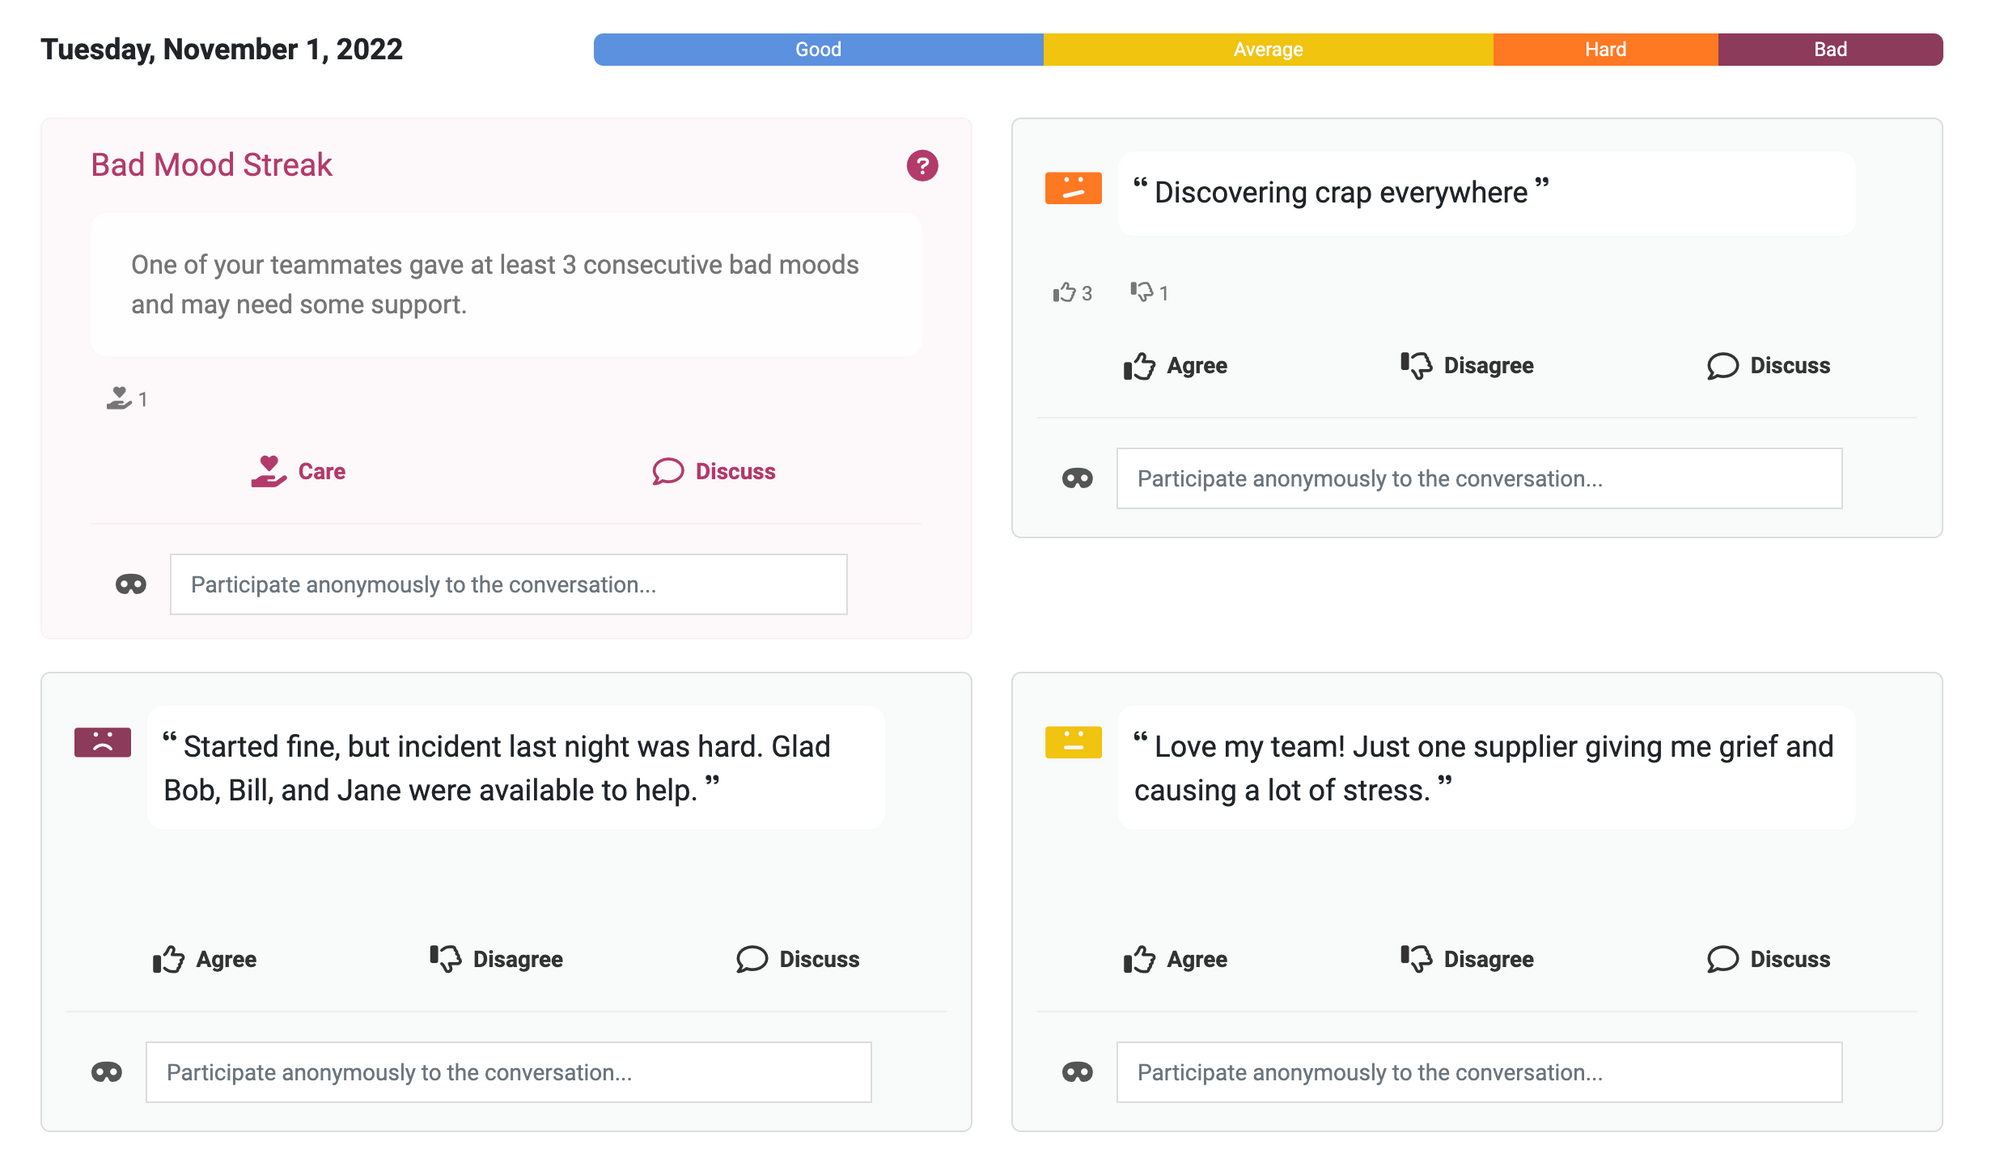 Tuesday, November 1, 2022
Good Average Hard Bad
Bad Mood Streak
?
One of your teammates gave at least 3 consecutive bad moods
and may need some support.
1
Care Discuss
Participate anonymously to the conversation...
“ Discovering crap everywhere ”
3 1
Agree Disagree Discuss
Participate anonymously to the conversation...
“ Started fine, but incident last night was hard. Glad
Bob, Bill, and Jane were available to help. ”
Agree Disagree Discuss
Participate anonymously to the conversation...
“ Love my team! Just one supplier giving me grief and
causing a lot of stress. ”
Agree Disagree Discuss
Participate anonymously to the conversation...